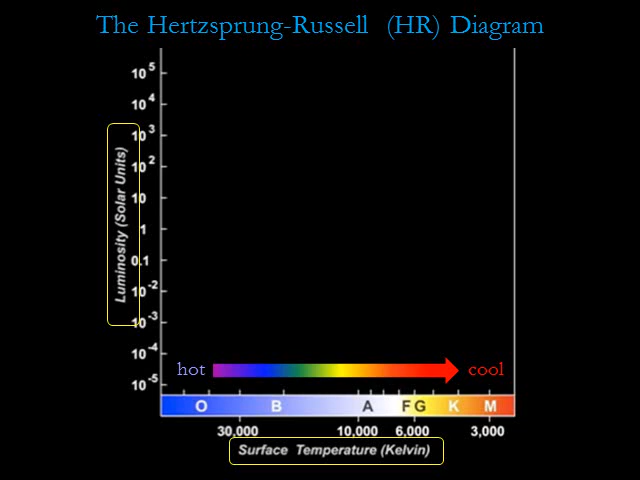 The Hertzsprung-Russell (HR) Diagram
10^5
10^4
10^3
10^2
10
1
0.1
10^-2
10^-3
10^-4
10^-5
Luminosity (Solar Units)
hot
cool
O B A F G K M
30,000 10,000 6,000 3,000
Surface Temperature (Kelvin)